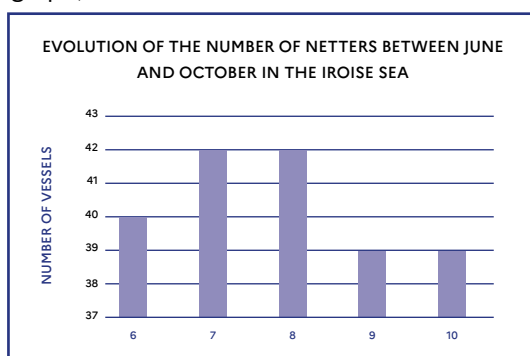 EVOLUTION OF THE NUMBER OF NETTERS BETWEEN JUNE
AND OCTOBER IN THE IROISE SEA
NUMBER OF VESSELS
43
42
41
40
39
38
37
6 7 8 9 10